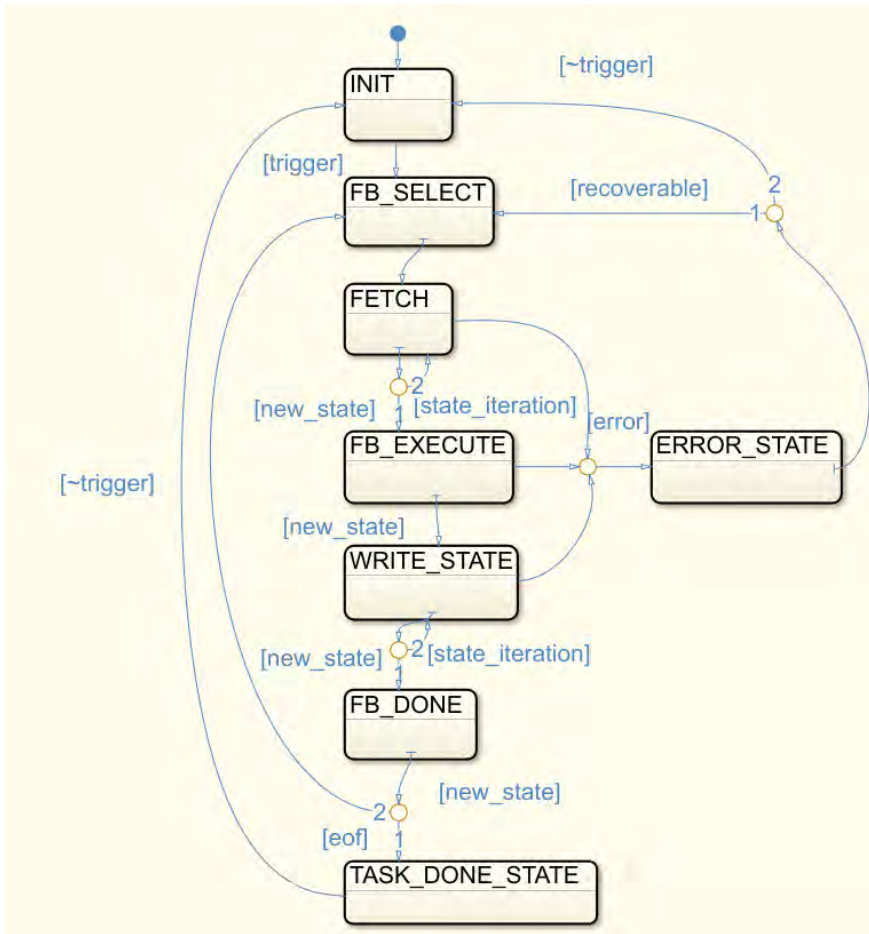 [~trigger]
INIT
[trigger]
FB_SELECT
[recoverable]
2
1
FETCH
2
[new_state]
[state_iteration]
1
[error]
FB_EXECUTE
ERROR_STATE
[~trigger]
[new_state]
WRITE_STATE
2
[new_state]
[state_iteration]
1
FB_DONE
[new_state]
2
[eof]
1
TASK_DONE_STATE